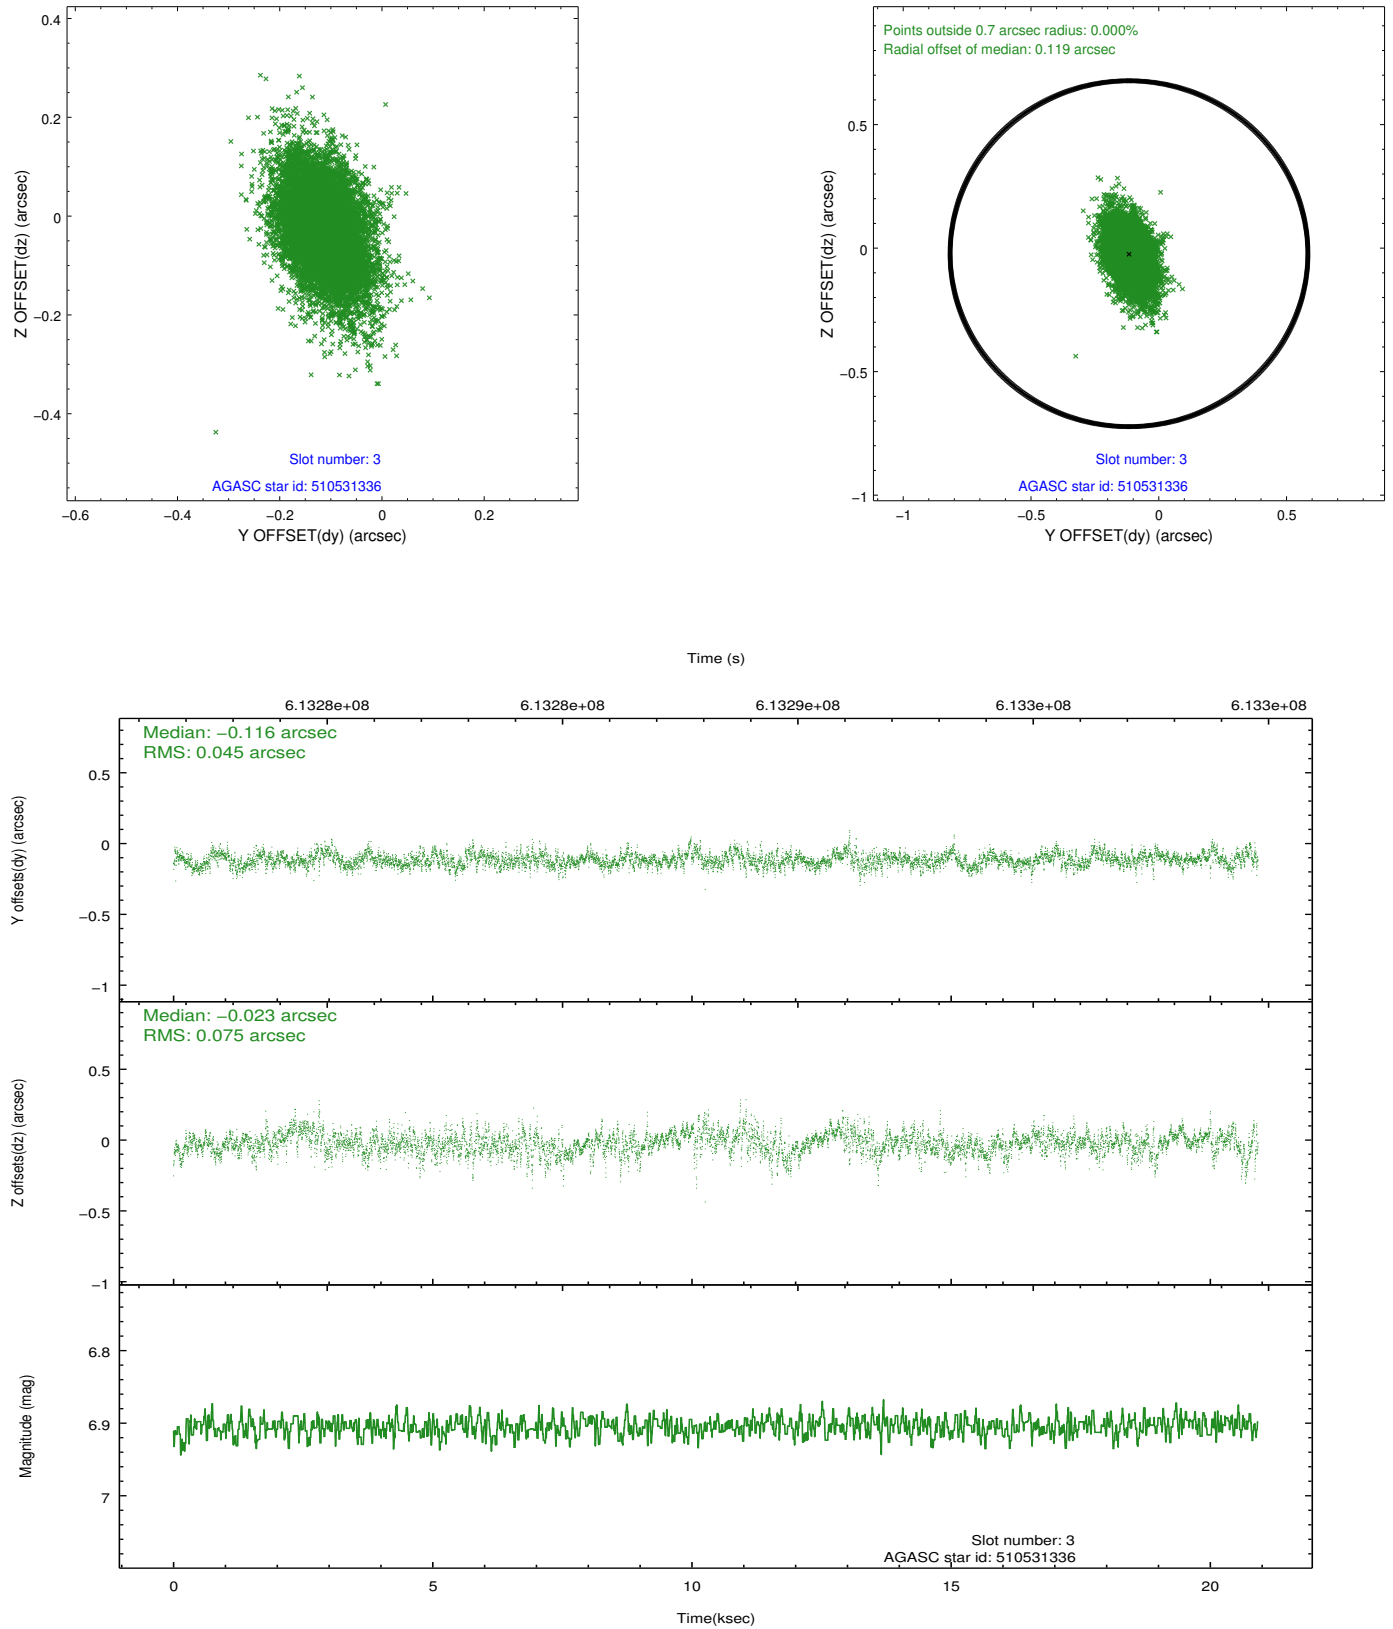 0.4
0.2
0
−0.2
−0.4
Z OFFSET(dz) (arcsec)
Slot number: 3
AGASC star id: 510531336
−0.6 −0.4 −0.2 0 0.2
Y OFFSET(dy) (arcsec)
Points outside 0.7 arcsec radius: 0.000%
Radial offset of median: 0.119 arcsec
0.5
0
−0.5
−1
Z OFFSET(dz) (arcsec)
Slot number: 3
AGASC star id: 510531336
−1 −0.5 0 0.5
Y OFFSET(dy) (arcsec)
Time (s)
6.1328e+08 6.1328e+08 6.1329e+08 6.133e+08 6.133e+08
Median: −0.116 arcsec
RMS: 0.045 arcsec
0.5
0
−0.5
−1
Y offsets(dy) (arcsec)
Median: −0.023 arcsec
RMS: 0.075 arcsec
0.5
0
−0.5
−1
Z offsets(dz) (arcsec)
6.8
6.9
7
Magnitude (mag)
Slot number: 3
AGASC star id: 510531336
0 5 10 15 20
Time(ksec)